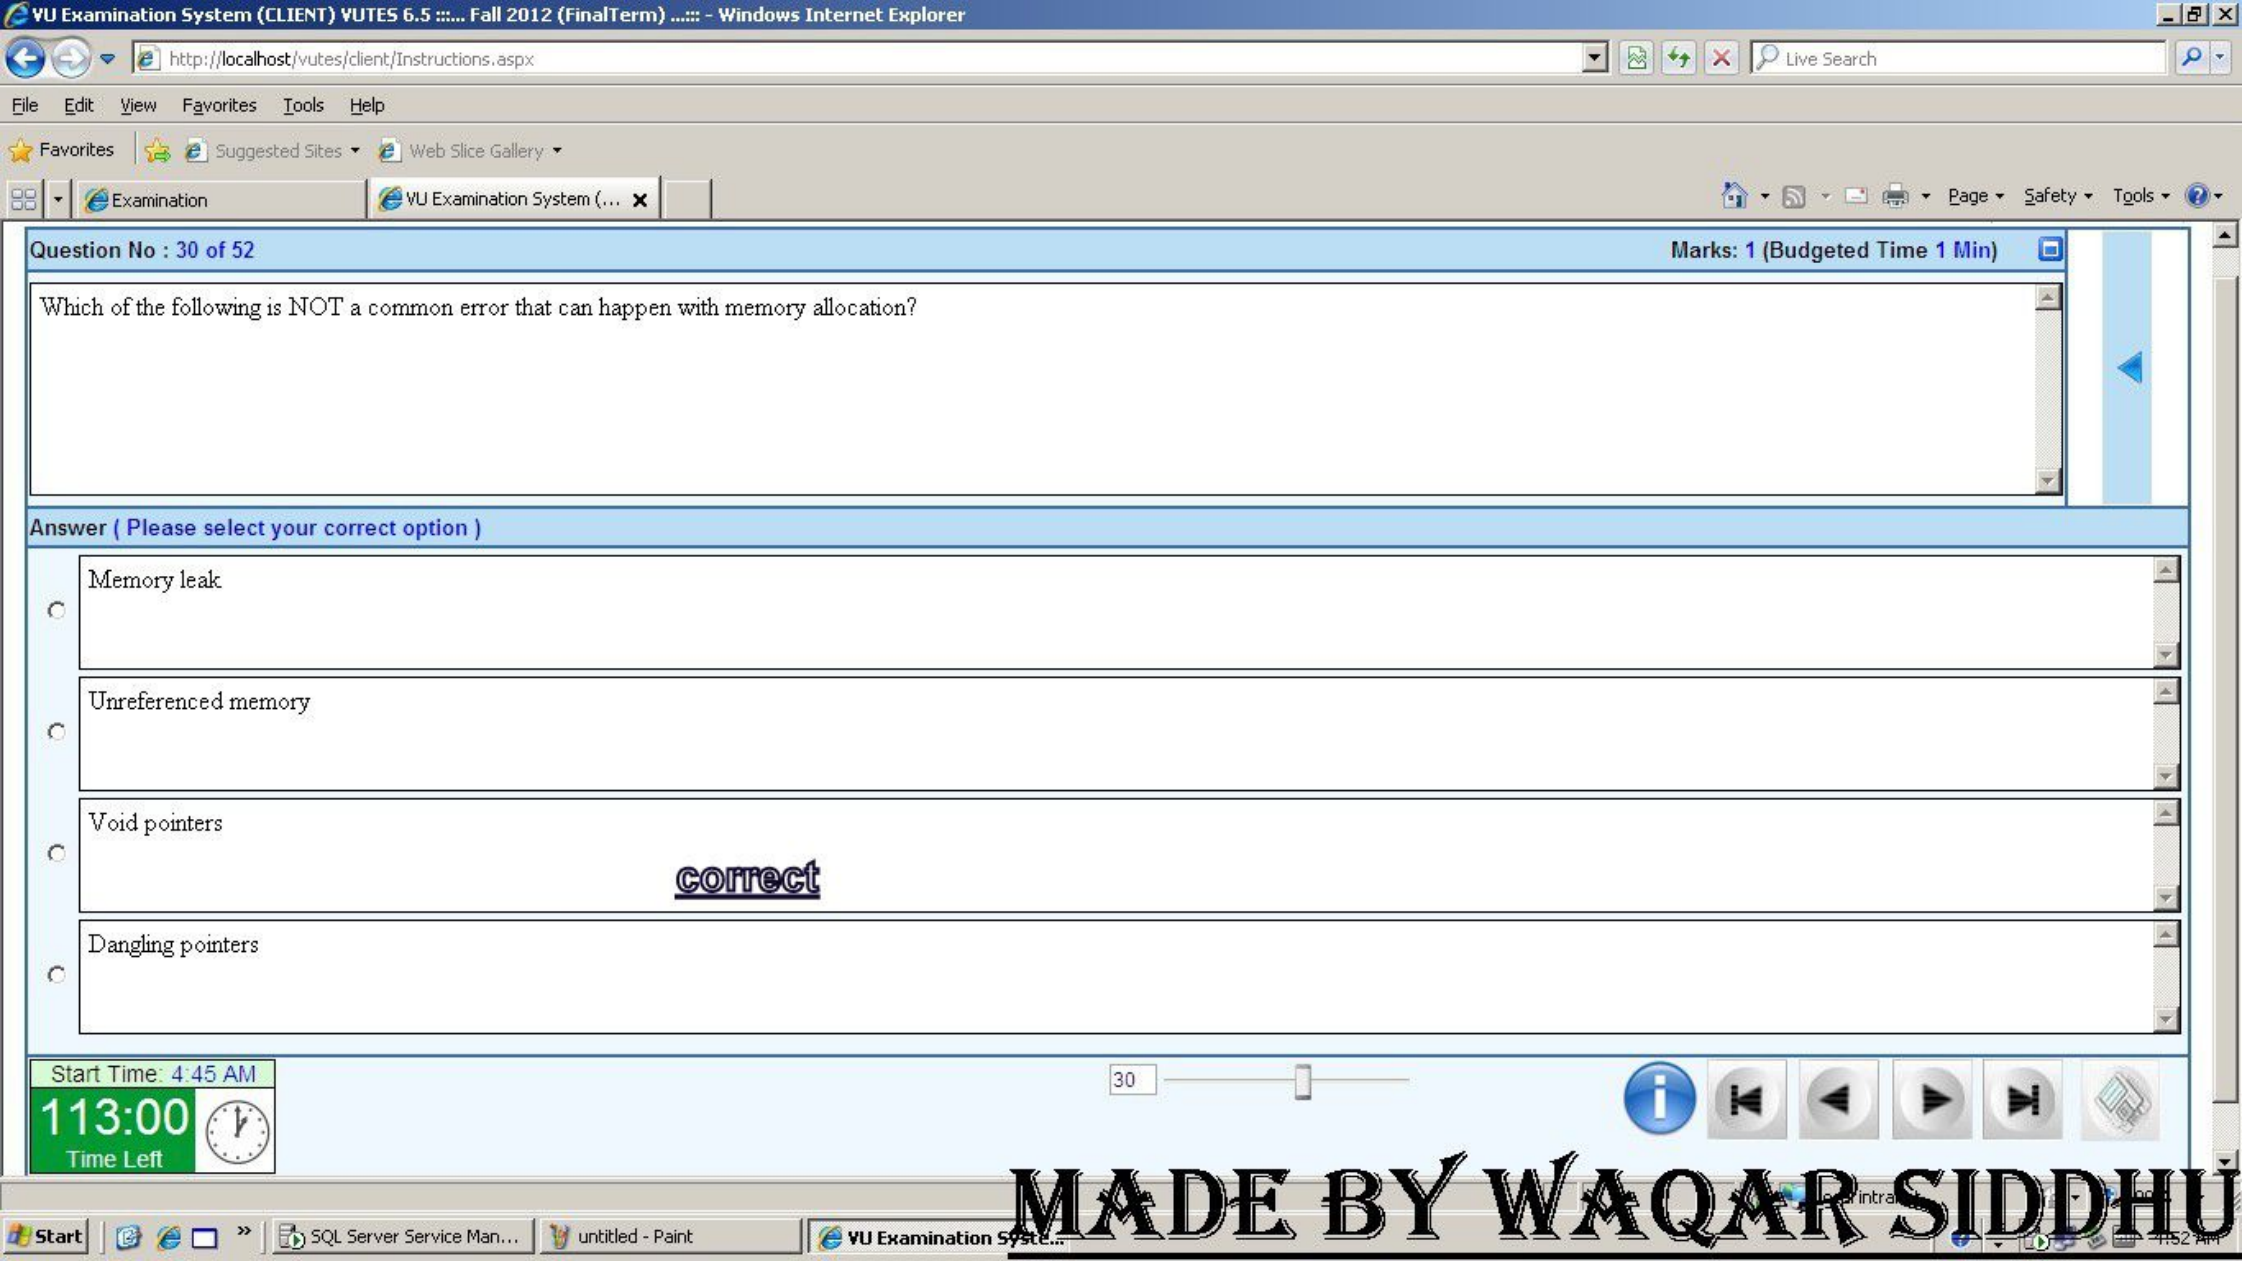 VU Examination System (CLIENT) VUTES 6.5 :::... Fall 2012 (FinalTerm) ...::: - Windows Internet Explorer
http://localhost/vutes/client/Instructions.aspx
Live Search
File Edit View Favorites Tools Help
Favorites Suggested Sites Web Slice Gallery
Examination VU Examination System (... Page Safety Tools
Question No : 30 of 52 Marks: 1 (Budgeted Time 1 Min)
Which of the following is NOT a common error that can happen with memory allocation?
Answer ( Please select your correct option )
Memory leak
Unreferenced memory
Void pointers
correct
Dangling pointers
Start Time: 4:45 AM
113:00
Time Left
30
MADE BY WAQAR SIDDHU
Start » SQL Server Service Man... untitled - Paint VU Examination Syste... 4:52 AM